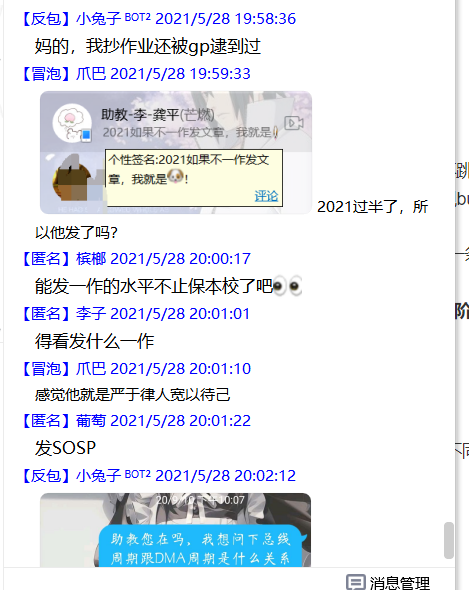 【反包】小兔子 BOT2 2021/5/28 19:58:36
妈的，我抄作业还被gp逮到过
【冒泡】爪巴 2021/5/28 19:59:33
助教-李-龚平(芒燃)
2021如果不一作发文章，我就是
个性签名:2021如果不一作发文
章，我就是🐶!
评论
2021过半了，所
以他发了吗?
【匿名】槟榔 2021/5/28 20:00:17
能发一作的水平不止保本校了吧👀
【匿名】李子 2021/5/28 20:01:01
得看发什么一作
【冒泡】爪巴 2021/5/28 20:01:10
感觉他就是严于律人宽以待己
【匿名】葡萄 2021/5/28 20:01:22
发SOSP
【反包】小兔子 BOT2 2021/5/28 20:02:12
20/9/10 下午10:07
助教您在吗，我想问下总线
周期跟DMA周期是什么关系
消息管理
跳
bu
一条
阶
不同